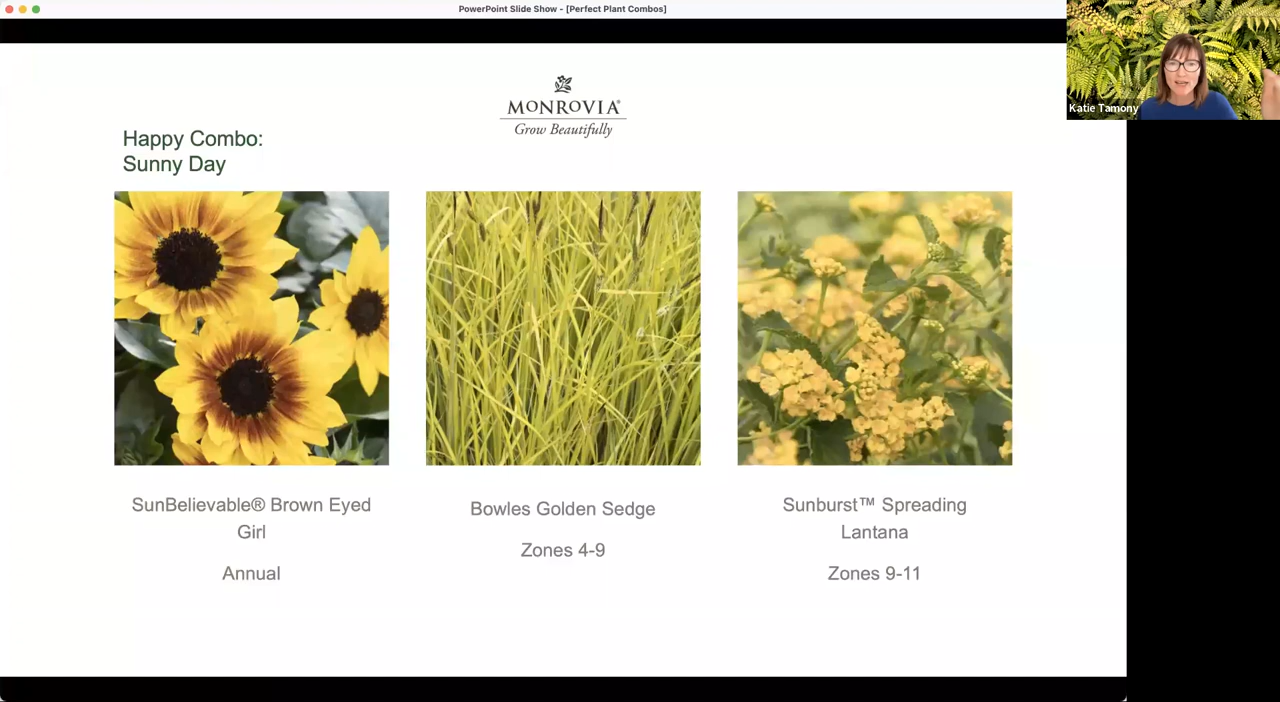 PowerPoint Slide Show - [Perfect Plant Combos]
Katie Tamony
MONROVIA®
Grow Beautifully
Happy Combo:
Sunny Day
SunBelievable® Brown Eyed
Girl
Annual
Bowles Golden Sedge
Zones 4-9
Sunburst™ Spreading
Lantana
Zones 9-11